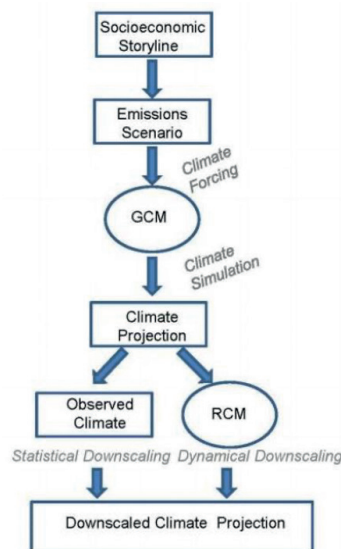 Socioeconomic
Storyline
Emissions
Scenario
Climate
Forcing
GCM
Climate
Simulation
Climate
Projection
Observed
Climate
RCM
Statistical Downscaling
Dynamical Downscaling
Downscaled Climate Projection